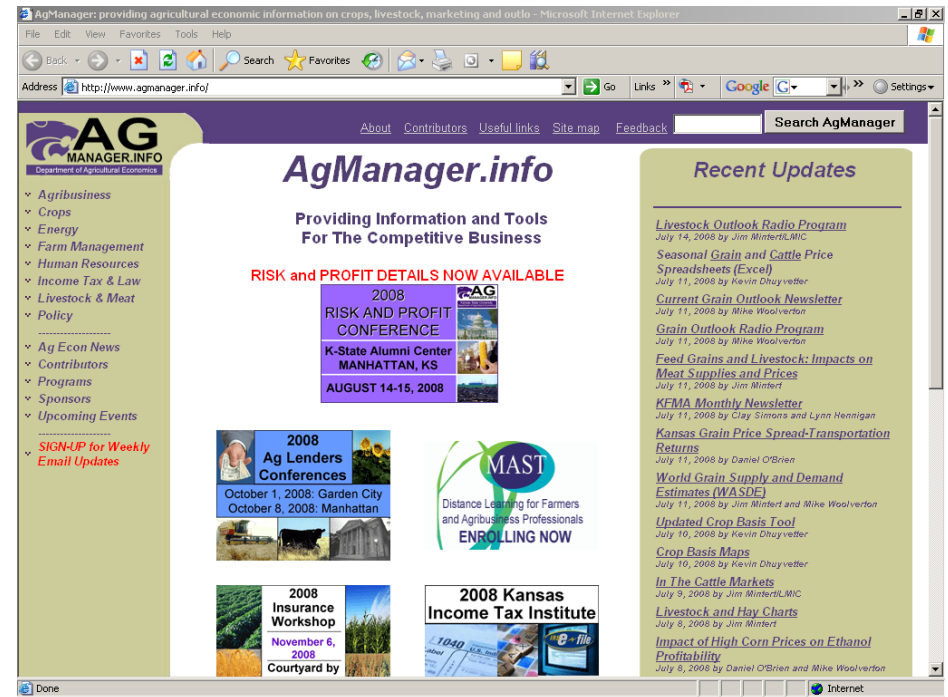 AgManager: providing agricultural economic information on crops, livestock, marketing and outlo - Microsoft Internet Explorer
File Edit View Favorites Tools Help
Back Search Favorites
Address http://www.agmanager.info/ Go Links » Google G » Settings
AG
MANAGER.INFO
Department of Agricultural Economics
About Contributors Useful links Site map Feedback Search AgManager
Agribusiness
Crops
Energy
Farm Management
Human Resources
Income Tax & Law
Livestock & Meat
Policy
--------------------
Ag Econ News
Contributors
Programs
Sponsors
Upcoming Events
--------------------
SIGN-UP for Weekly
Email Updates
AgManager.info
Providing Information and Tools
For The Competitive Business
RISK and PROFIT DETAILS NOW AVAILABLE
2008
RISK AND PROFIT
CONFERENCE
K-State Alumni Center
MANHATTAN, KS
AUGUST 14-15, 2008
AG
2008
Ag Lenders
Conferences
October 1, 2008: Garden City
October 8, 2008: Manhattan
MAST
Distance Learning for Farmers
and Agribusiness Professionals
ENROLLING NOW
2008
Insurance
Workshop
November 6,
2008
Courtyard by
2008 Kansas
Income Tax Institute
1040
Label
e-file
Recent Updates
Livestock Outlook Radio Program
July 14, 2008 by Jim Mintert/LMIC
Seasonal Grain and Cattle Price
Spreadsheets (Excel)
July 11, 2008 by Kevin Dhuyvetter
Current Grain Outlook Newsletter
July 11, 2008 by Mike Woolverton
Grain Outlook Radio Program
July 11, 2008 by Mike Woolverton
Feed Grains and Livestock: Impacts on
Meat Supplies and Prices
July 11, 2008 by Jim Mintert
KFMA Monthly Newsletter
July 11, 2008 by Clay Simons and Lynn Hennigan
Kansas Grain Price Spread-Transportation
Returns
July 11, 2008 by Daniel O'Brien
World Grain Supply and Demand
Estimates (WASDE)
July 11, 2008 by Jim Mintert and Mike Woolverton
Updated Crop Basis Tool
July 10, 2008 by Kevin Dhuyvetter
Crop Basis Maps
July 10, 2008 by Kevin Dhuyvetter
In The Cattle Markets
July 9, 2008 by Jim Mintert/LMIC
Livestock and Hay Charts
July 8, 2008 by Jim Mintert
Impact of High Corn Prices on Ethanol
Profitability
July 8, 2008 by Daniel O'Brien and Mike Woolverton
Done Internet